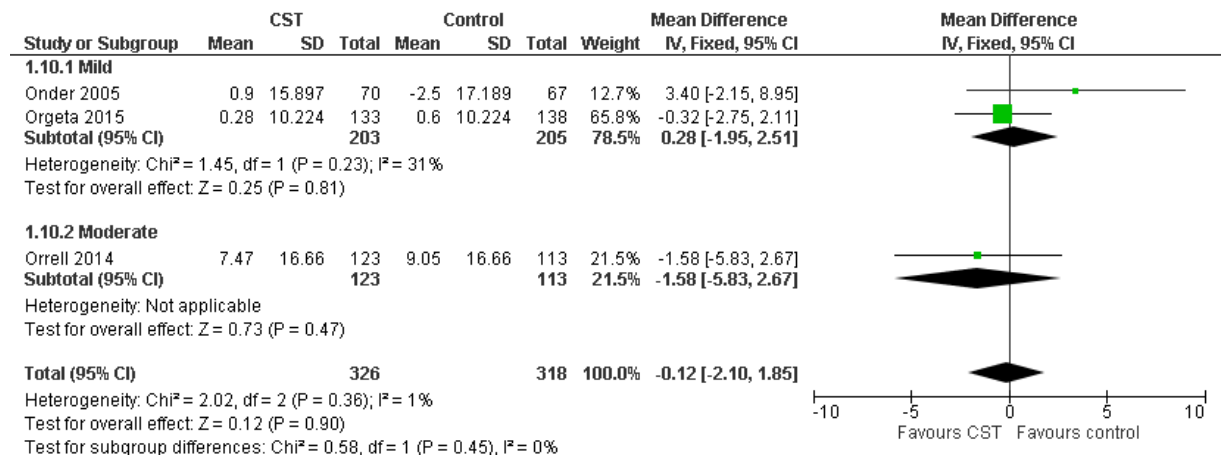 CST Control Mean Difference Mean Difference
Study or Subgroup Mean SD Total Mean SD Total Weight IV, Fixed, 95% CI IV, Fixed, 95% CI
1.10.1 Mild
Onder 2005 0.9 15.897 70 -2.5 17.189 67 12.7% 3.40 [-2.15, 8.95]
Orgeta 2015 0.28 10.224 133 0.6 10.224 138 65.8% -0.32 [-2.75, 2.11]
Subtotal (95% CI) 203 205 78.5% 0.28 [-1.95, 2.51]
Heterogeneity: Chi² = 1.45, df = 1 (P = 0.23); I² = 31%
Test for overall effect: Z = 0.25 (P = 0.81)
1.10.2 Moderate
Orrell 2014 7.47 16.66 123 9.05 16.66 113 21.5% -1.58 [-5.83, 2.67]
Subtotal (95% CI) 123 113 21.5% -1.58 [-5.83, 2.67]
Heterogeneity: Not applicable
Test for overall effect: Z = 0.73 (P = 0.47)
Total (95% CI) 326 318 100.0% -0.12 [-2.10, 1.85]
Heterogeneity: Chi² = 2.02, df = 2 (P = 0.36); I² = 1%
Test for overall effect: Z = 0.12 (P = 0.90)
Test for subgroup differences: Chi² = 0.58, df = 1 (P = 0.45), I² = 0%
-10 -5 0 5 10
Favours CST Favours control